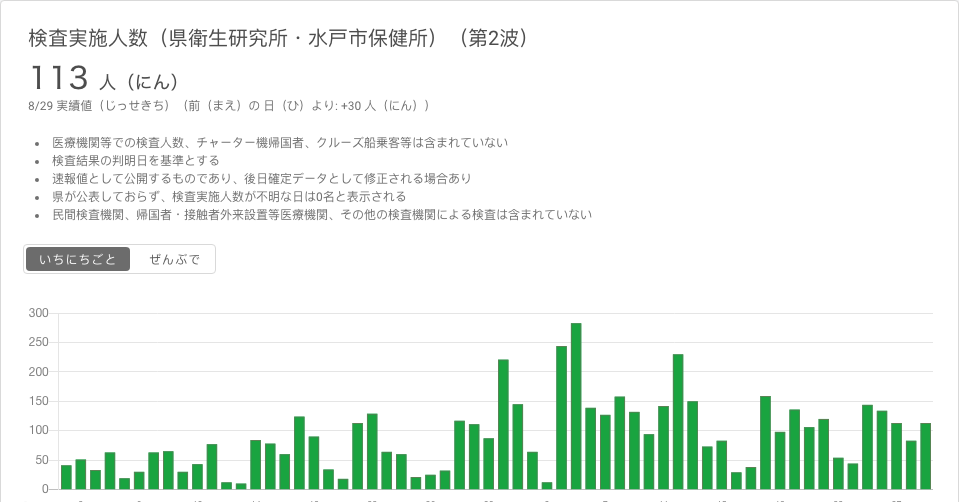 検査実施人数（県衛生研究所・水戸市保健所）（第2波）
113 人（にん）
8/29 実績値（じっせきち）（前（まえ）の 日（ひ）より: +30 人（にん））
医療機関等での検査人数、チャーター機帰国者、クルーズ船乗客等は含まれていない
検査結果の判明日を基準とする
速報値として公開するものであり、後日確定データとして修正される場合あり
県が公表しておらず、検査実施人数が不明な日は0名と表示される
民間検査機関、帰国者・接触者外来設置等医療機関、その他の検査機関による検査は含まれていない
いちにちごと ぜんぶで
300
250
200
150
100
50
0